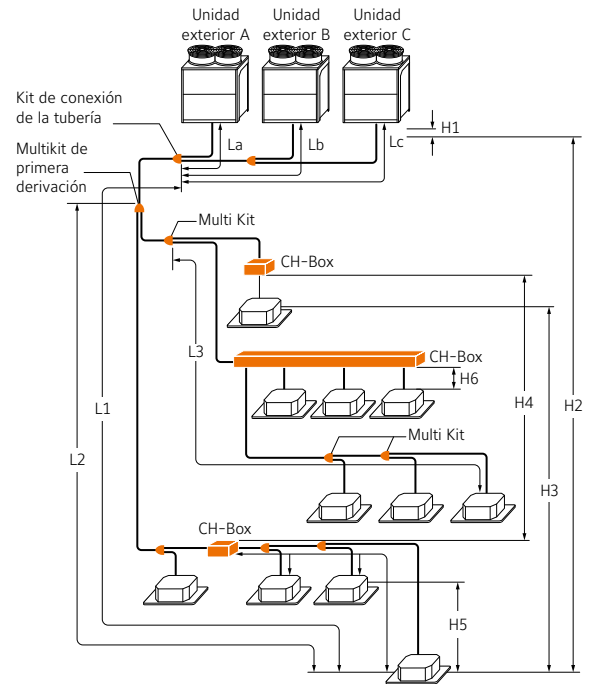 Unidad
exterior A
Unidad
exterior B
Unidad
exterior C
Kit de conexión
de la tubería
La
Lb
Lc
H1
Multikit de
primera
derivación
Multi Kit
CH-Box
L3
CH-Box
H6
H4
H2
L1
Multi Kit
L2
H3
CH-Box
H5